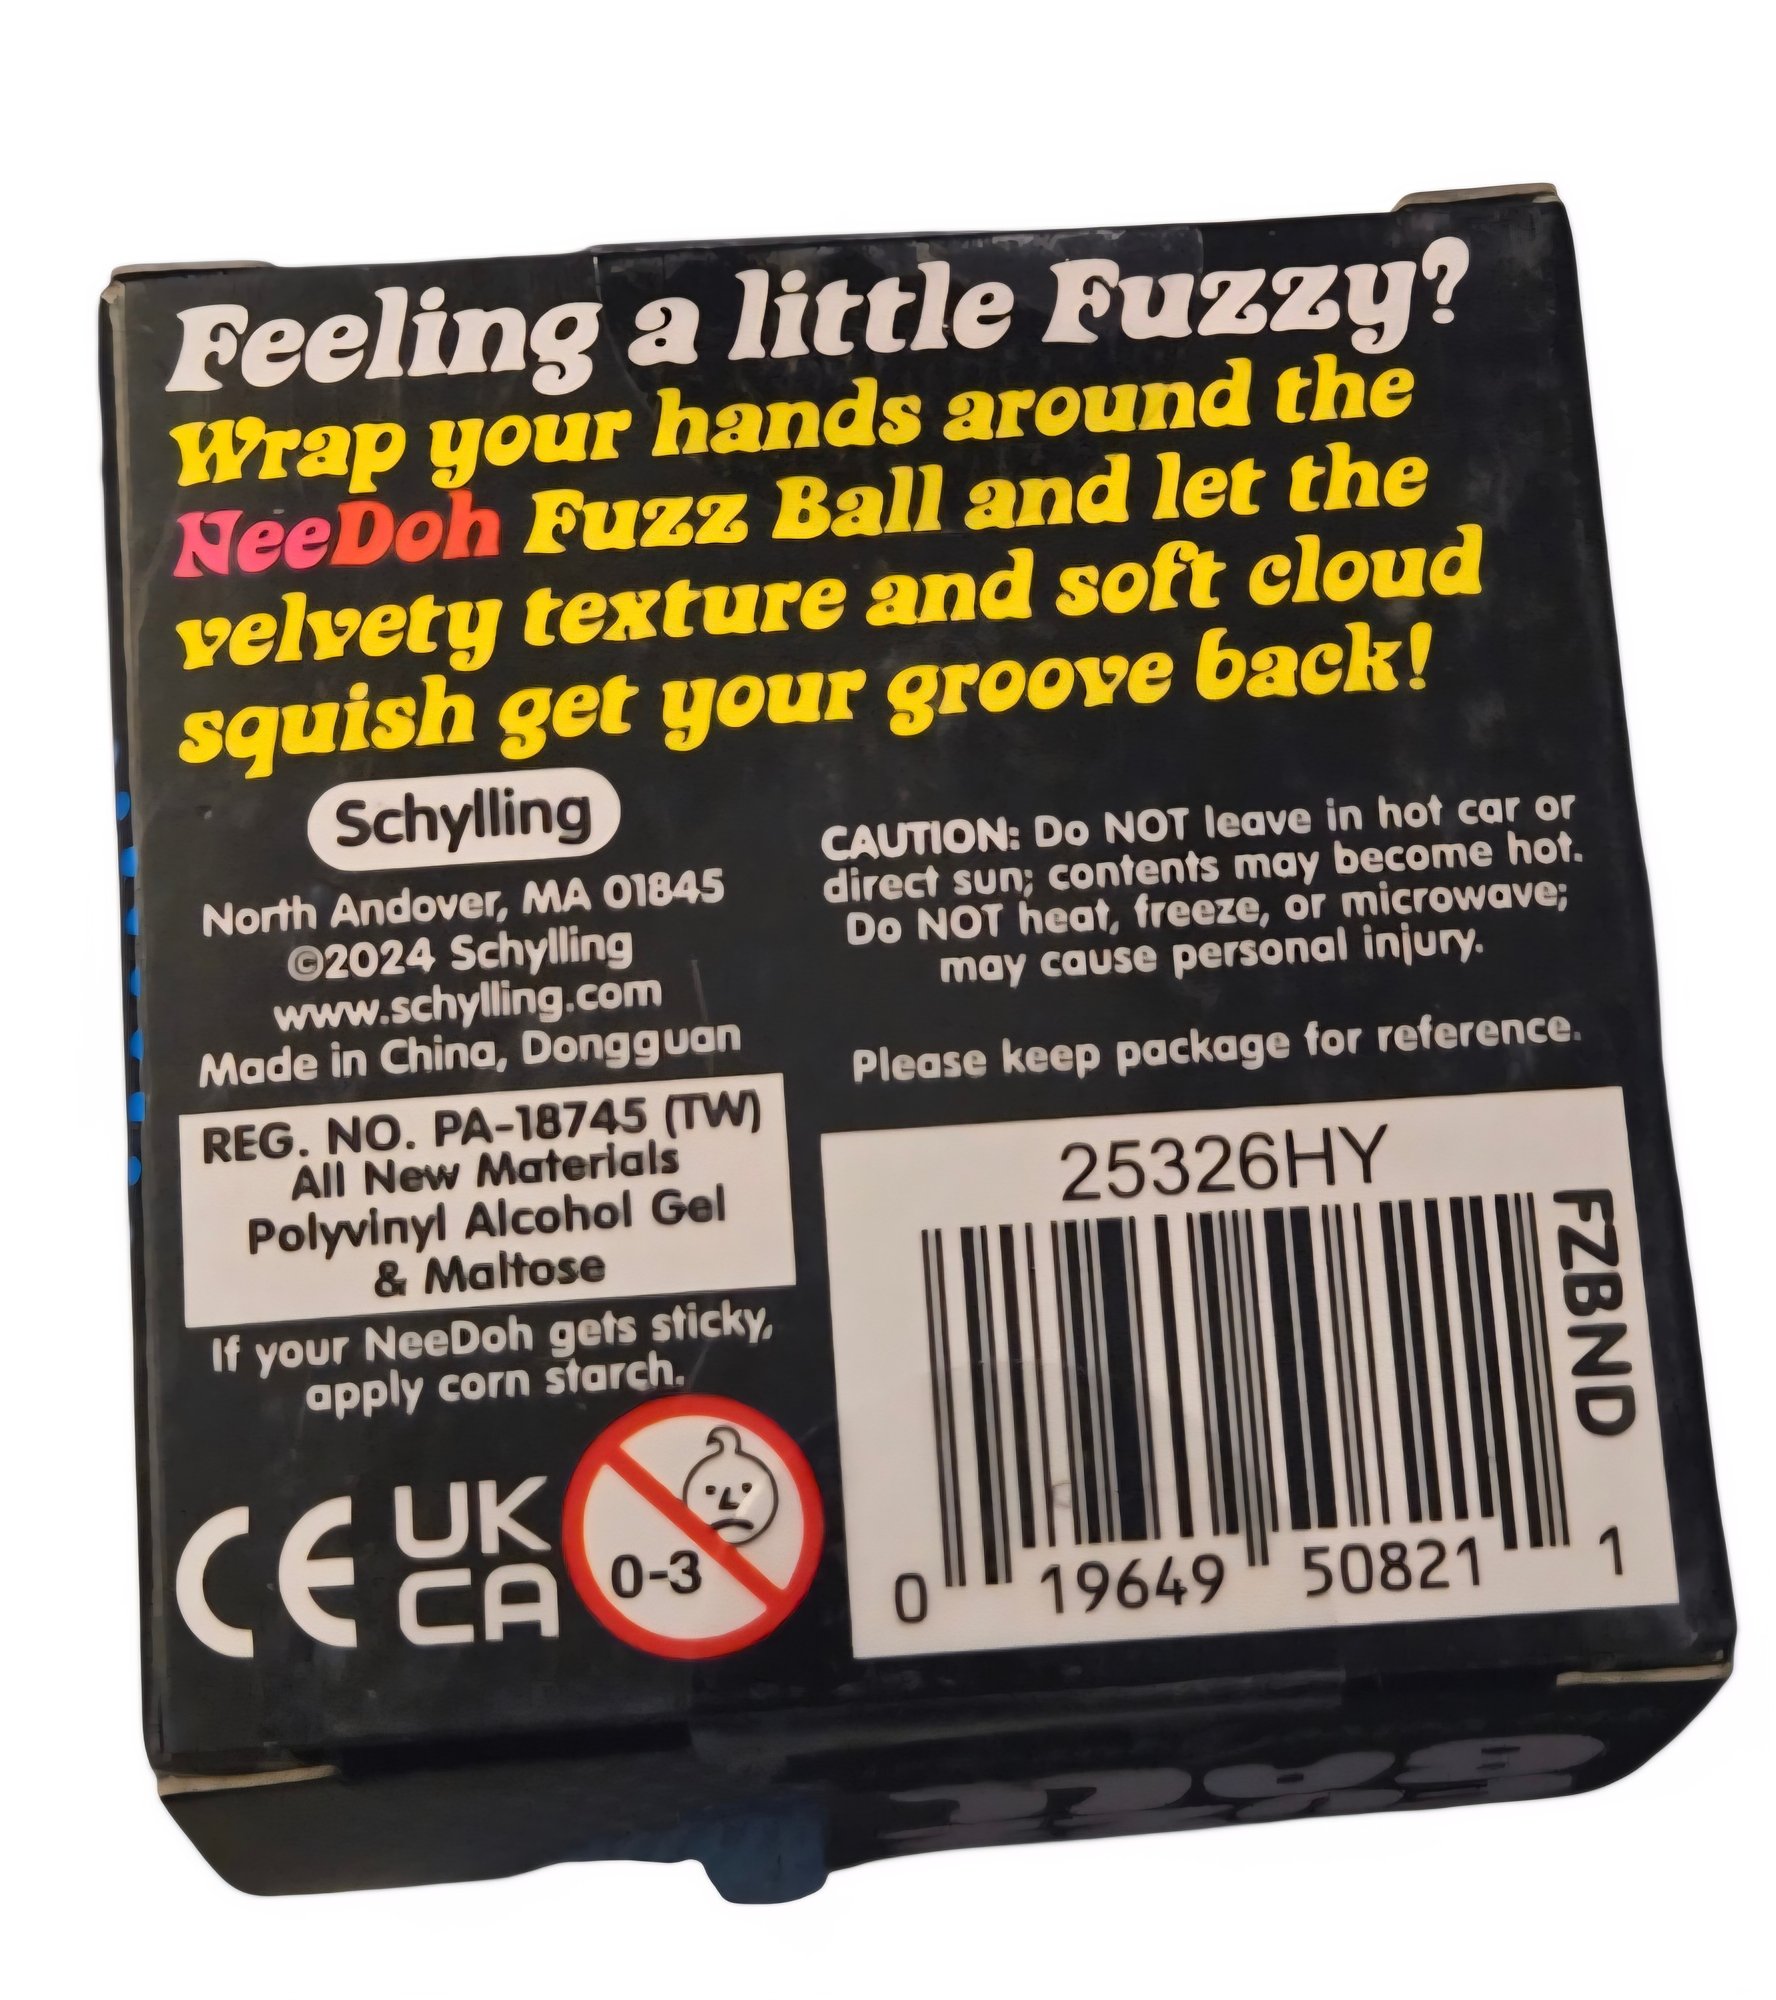 Feeling a little Fuzzy?
Wrap your hands around the
NeeDoh Fuzz Ball and let the
velvety texture and soft cloud
squish get your groove back!
Schylling
North Andover, MA 01845
©2024 Schylling
www.schylling.com
Made in China, Dongguan
REG. NO. PA-18745 (TW)
All New Materials
Polyvinyl Alcohol Gel
& Maltose
If your NeeDoh gets sticky,
apply corn starch.
CE
UK
CA
0-3
CAUTION: Do NOT leave in hot car or
direct sun; contents may become hot.
Do NOT heat, freeze, or microwave;
may cause personal injury.
Please keep package for reference.
25326HY
FZBND
0 19649 50821 1